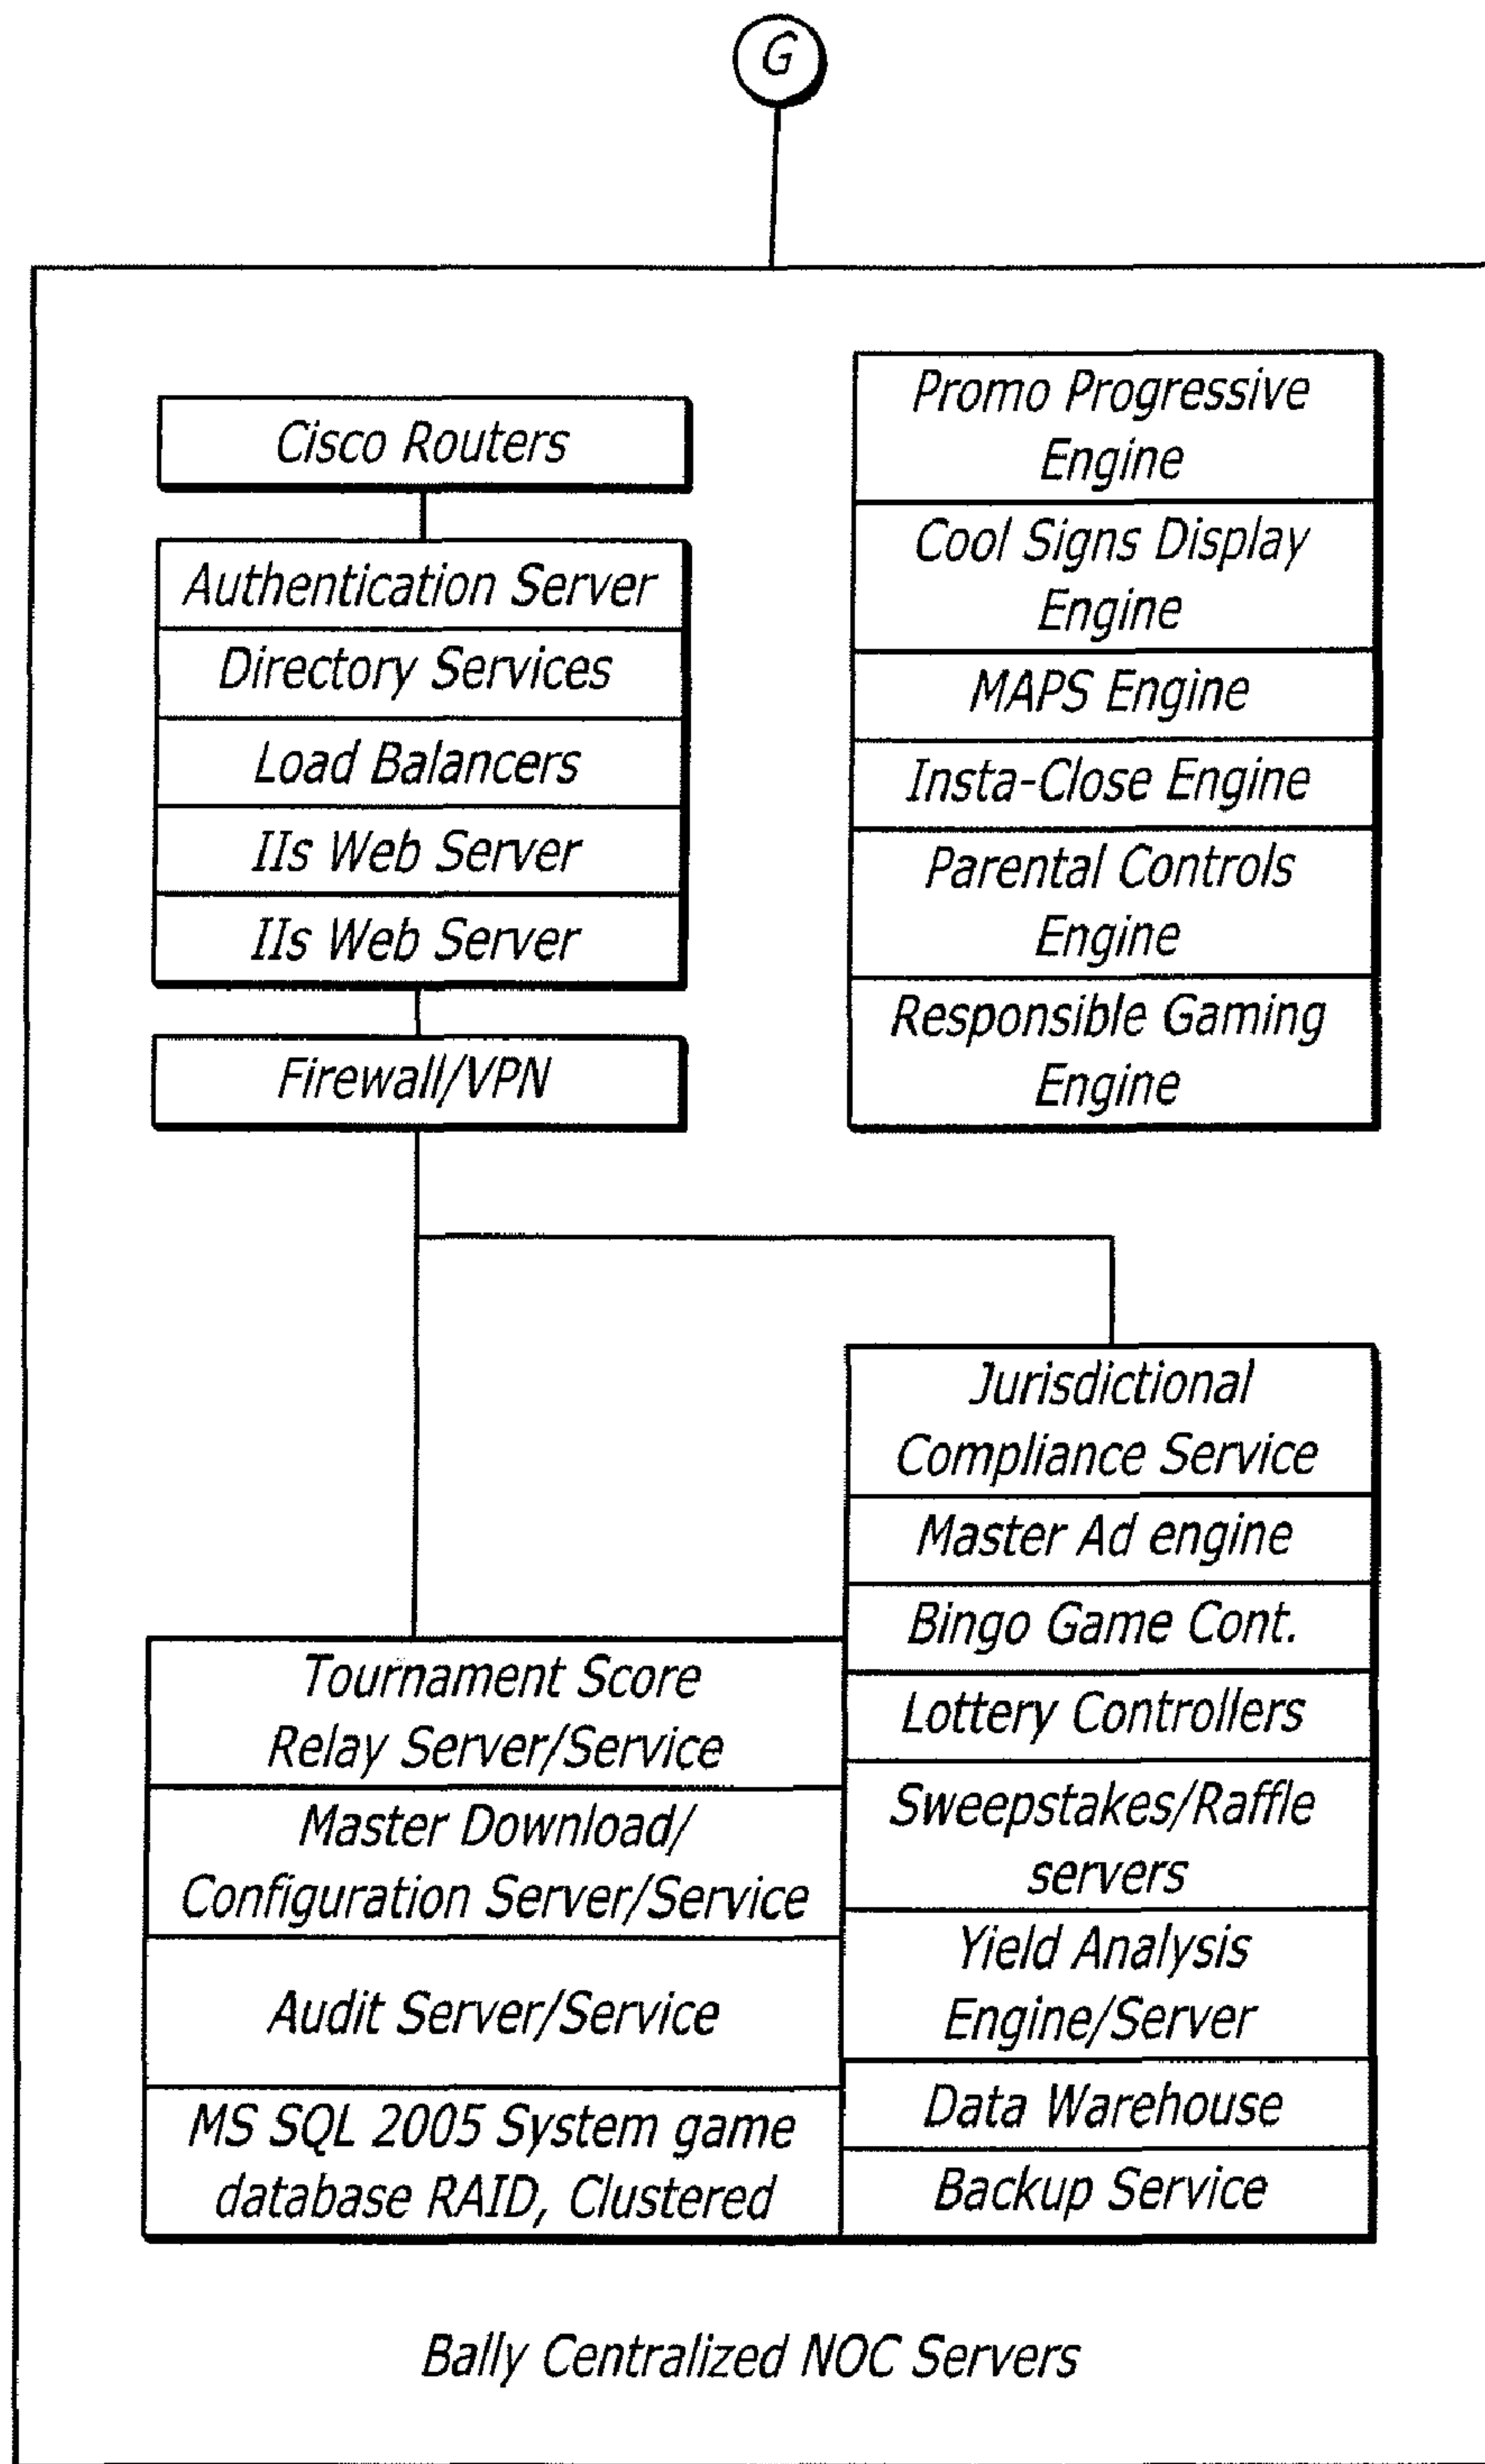 G
Cisco Routers
Authentication Server
Directory Services
Load Balancers
IIs Web Server
IIs Web Server
Firewall/VPN
Promo Progressive
Engine
Cool Signs Display
Engine
MAPS Engine
Insta-Close Engine
Parental Controls
Engine
Responsible Gaming
Engine
Tournament Score
Relay Server/Service
Master Download/
Configuration Server/Service
Audit Server/Service
MS SQL 2005 System game
database RAID, Clustered
Jurisdictional
Compliance Service
Master Ad engine
Bingo Game Cont.
Lottery Controllers
Sweepstakes/Raffle
servers
Yield Analysis
Engine/Server
Data Warehouse
Backup Service
Bally Centralized NOC Servers